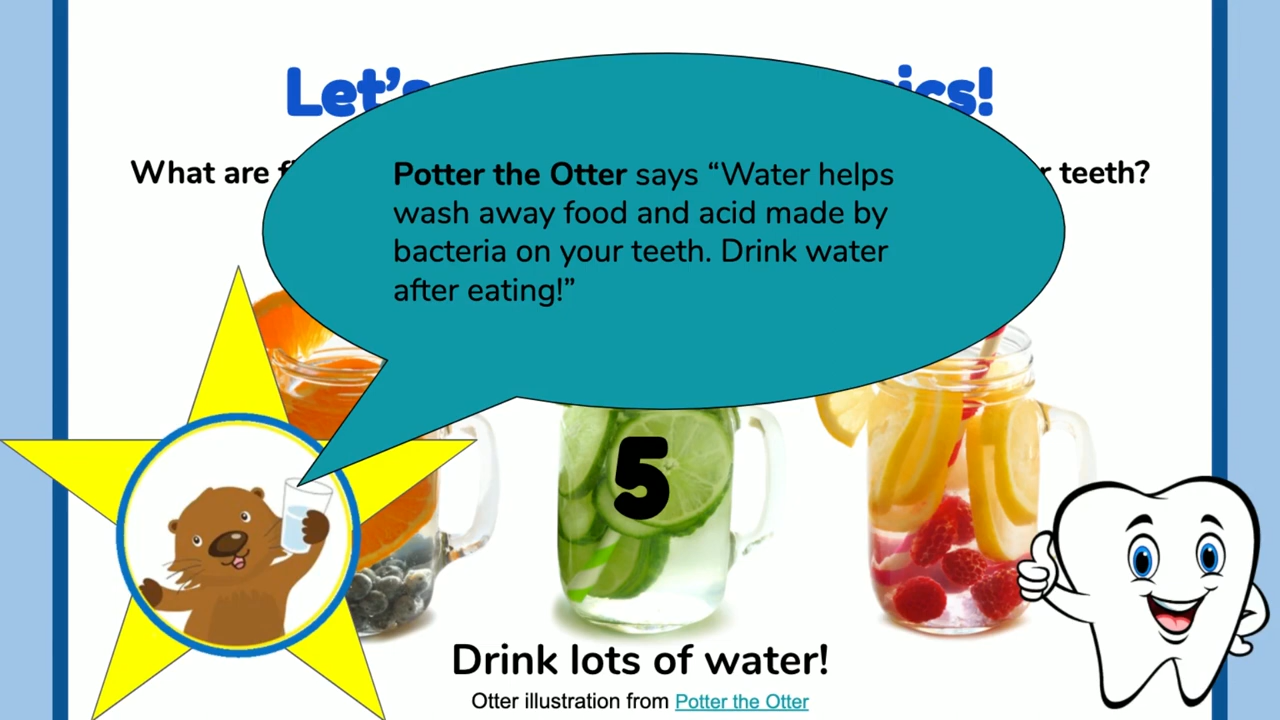 Let's
ics!
What are
teeth?
Potter the Otter says “Water helps
wash away food and acid made by
bacteria on your teeth. Drink water
after eating!”
5
Drink lots of water!
Otter illustration from Potter the Otter